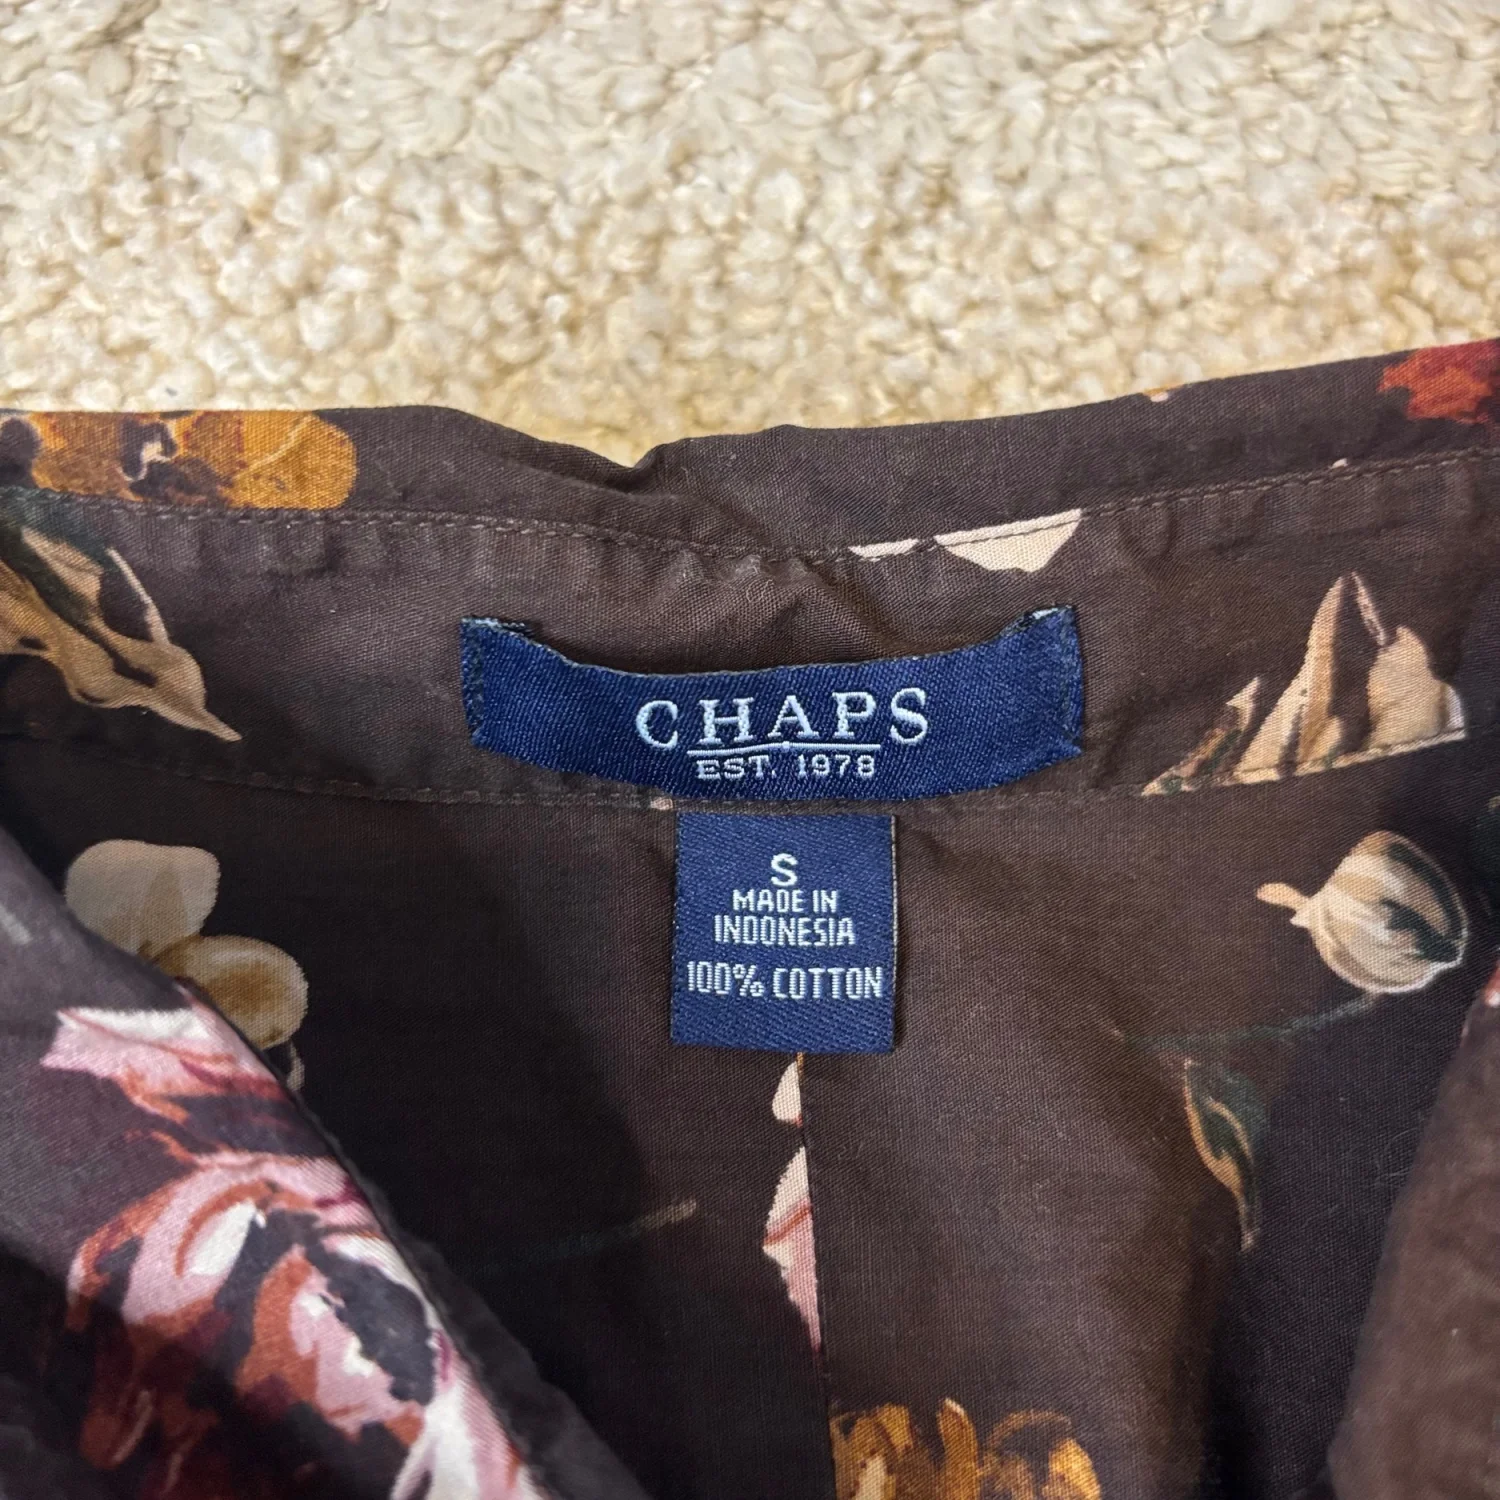 CHAPS
EST. 1978
S
MADE IN
INDONESIA
100% COTTON